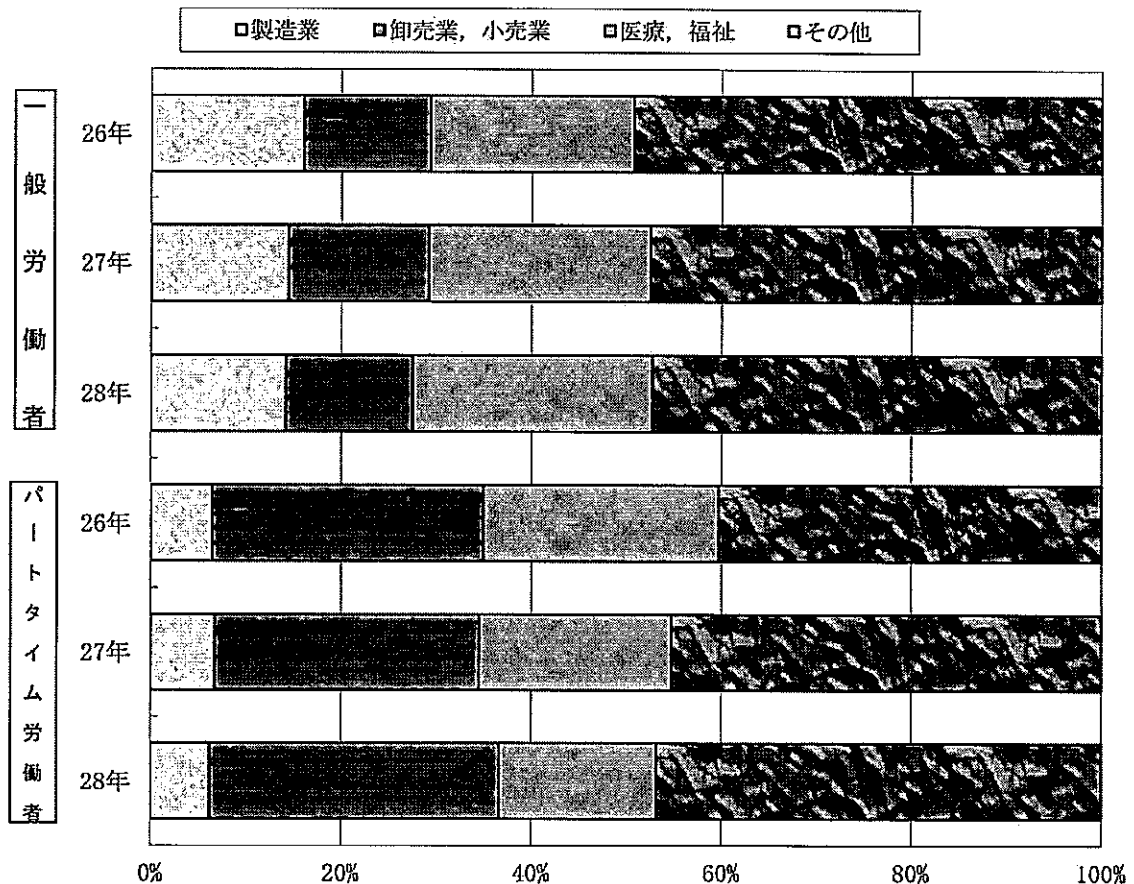 □製造業 □卸売業，小売業 □医療，福祉 □その他
一般労働者
26年
27年
28年
パートタイム労働者
26年
27年
28年
0% 20% 40% 60% 80% 100%